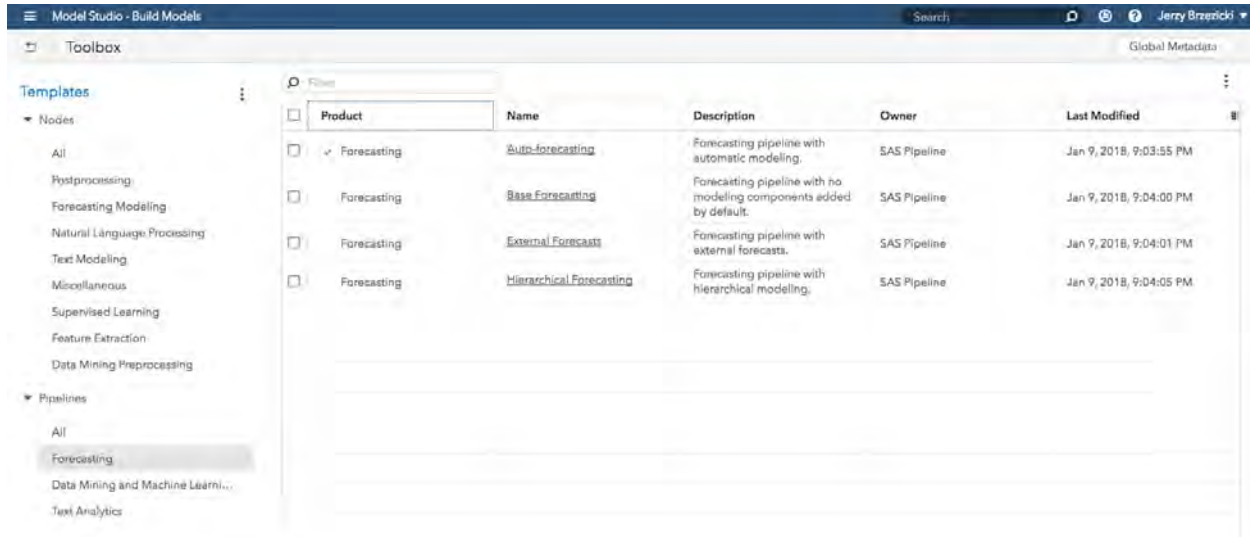 Model Studio - Build Models
Search
Jerry Brzezicki
Toolbox
Global Metadata
Templates
Filter
Product Name Description Owner Last Modified
Nodes
All
Postprocessing
Forecasting Modeling
Natural Language Processing
Text Modeling
Miscellaneous
Supervised Learning
Feature Extraction
Data Mining Preprocessing
Pipelines
All
Forecasting
Data Mining and Machine Learni...
Text Analytics
Forecasting Auto-forecasting Forecasting pipeline with SAS Pipeline Jan 9, 2018, 9:03:55 PM
automatic modeling.
Forecasting Base Forecasting Forecasting pipeline with no SAS Pipeline Jan 9, 2018, 9:04:00 PM
modeling components added
by default.
Forecasting External Forecasts Forecasting pipeline with SAS Pipeline Jan 9, 2018, 9:04:01 PM
external forecasts.
Forecasting Hierarchical Forecasting Forecasting pipeline with SAS Pipeline Jan 9, 2018, 9:04:05 PM
hierarchical modeling.